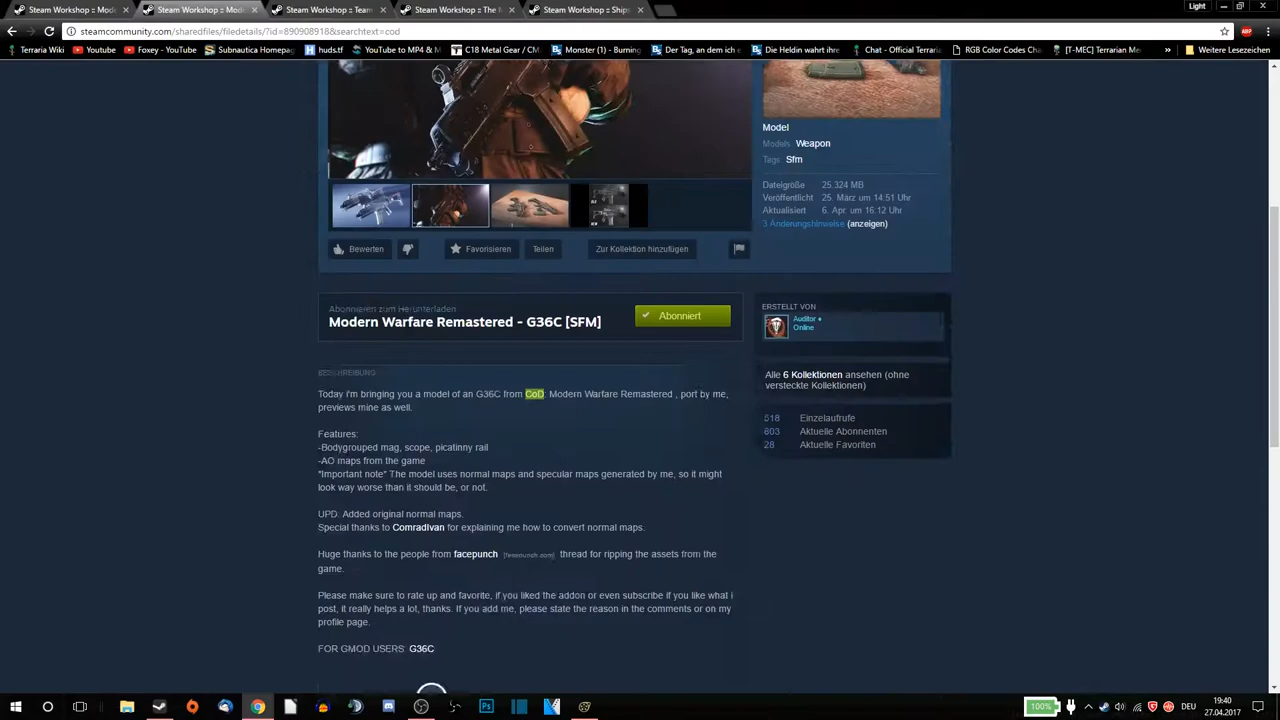 Steam Workshop :: Mode
Steam Workshop :: Mode
Steam Workshop :: Team
Steam Workshop :: The M
Steam Workshop :: Ships
Light
steamcommunity.com/sharedfiles/filedetails/?id=890908918&searchtext=cod
Terraria Wiki
Youtube
Foxey - YouTube
Subnautica Homepage
huds.tf
YouTube to MP4 & M
C18 Metal Gear / CM.
Monster (1) - Burning
Der Tag, an dem ich e
Die Heldin wahrt ihre
Chat - Official Terraria
RGB Color Codes Cha
[T-MEC] Terrarian Me
»
Weitere Lesezeichen
Model
Models Weapon
Tags Sfm
Dateigröße 25.324 MB
Veröffentlicht 25. März um 14:51 Uhr
Aktualisiert 6. Apr. um 16:12 Uhr
3 Änderungshinweise (anzeigen)
Bewerten
Favorisieren
Teilen
Zur Kollektion hinzufügen
Abonnieren zum Herunterladen
Modern Warfare Remastered - G36C [SFM]
Abonniert
ERSTELLT VON
Auditor
Online
Alle 6 Kollektionen ansehen (ohne
versteckte Kollektionen)
518 Einzelaufrufe
603 Aktuelle Abonnenten
28 Aktuelle Favoriten
BESCHREIBUNG
Today i'm bringing you a model of an G36C from CoD: Modern Warfare Remastered , port by me,
previews mine as well.
Features:
-Bodygrouped mag, scope, picatinny rail
-AO maps from the game
*Important note* The model uses normal maps and specular maps generated by me, so it might
look way worse than it should be, or not.
UPD. Added original normal maps.
Special thanks to ComradIvan for explaining me how to convert normal maps.
Huge thanks to the people from facepunch [facepunch.com] thread for ripping the assets from the
game.
Please make sure to rate up and favorite, if you liked the addon or even subscribe if you like what i
post, it really helps a lot, thanks. If you add me, please state the reason in the comments or on my
profile page.
FOR GMOD USERS: G36C
100%
DEU
19:40
27.04.2017